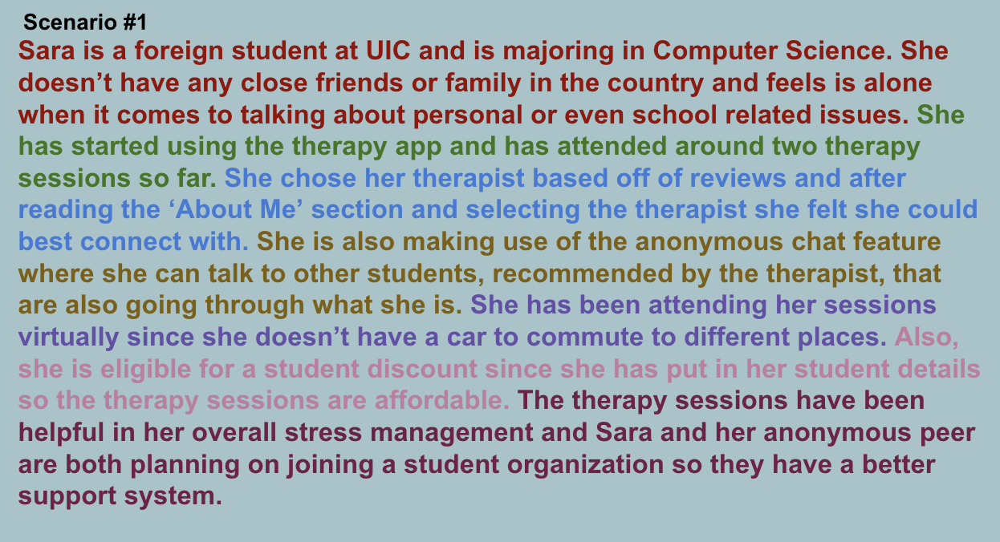 Scenario #1
Sara is a foreign student at UIC and is majoring in Computer Science. She
doesn’t have any close friends or family in the country and feels is alone
when it comes to talking about personal or even school related issues. She
has started using the therapy app and has attended around two therapy
sessions so far. She chose her therapist based off of reviews and after
reading the ‘About Me’ section and selecting the therapist she felt she could
best connect with. She is also making use of the anonymous chat feature
where she can talk to other students, recommended by the therapist, that
are also going through what she is. She has been attending her sessions
virtually since she doesn’t have a car to commute to different places. Also,
she is eligible for a student discount since she has put in her student details
so the therapy sessions are affordable. The therapy sessions have been
helpful in her overall stress management and Sara and her anonymous peer
are both planning on joining a student organization so they have a better
support system.